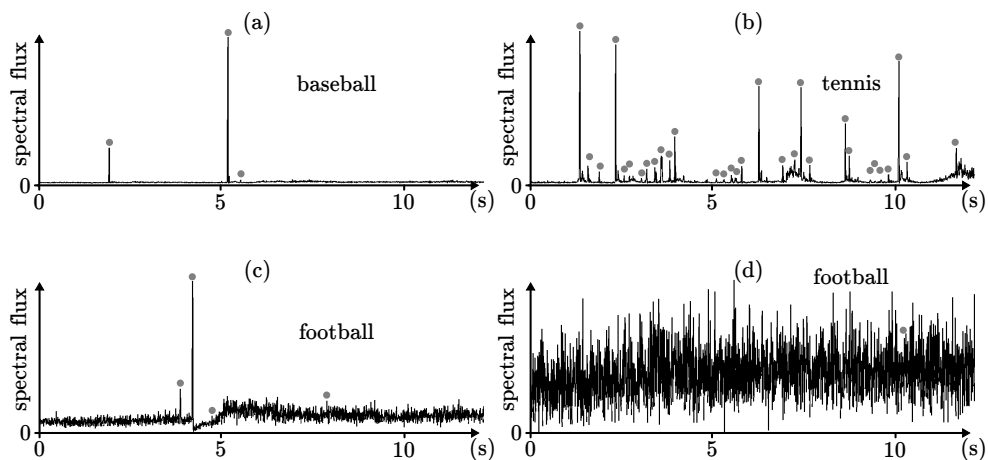 (a)
spectral flux
baseball
0
0
5
10
(s)
(b)
spectral flux
tennis
0
0
5
10
(s)
(c)
spectral flux
football
0
0
5
10
(s)
(d)
spectral flux
football
0
0
5
10
(s)